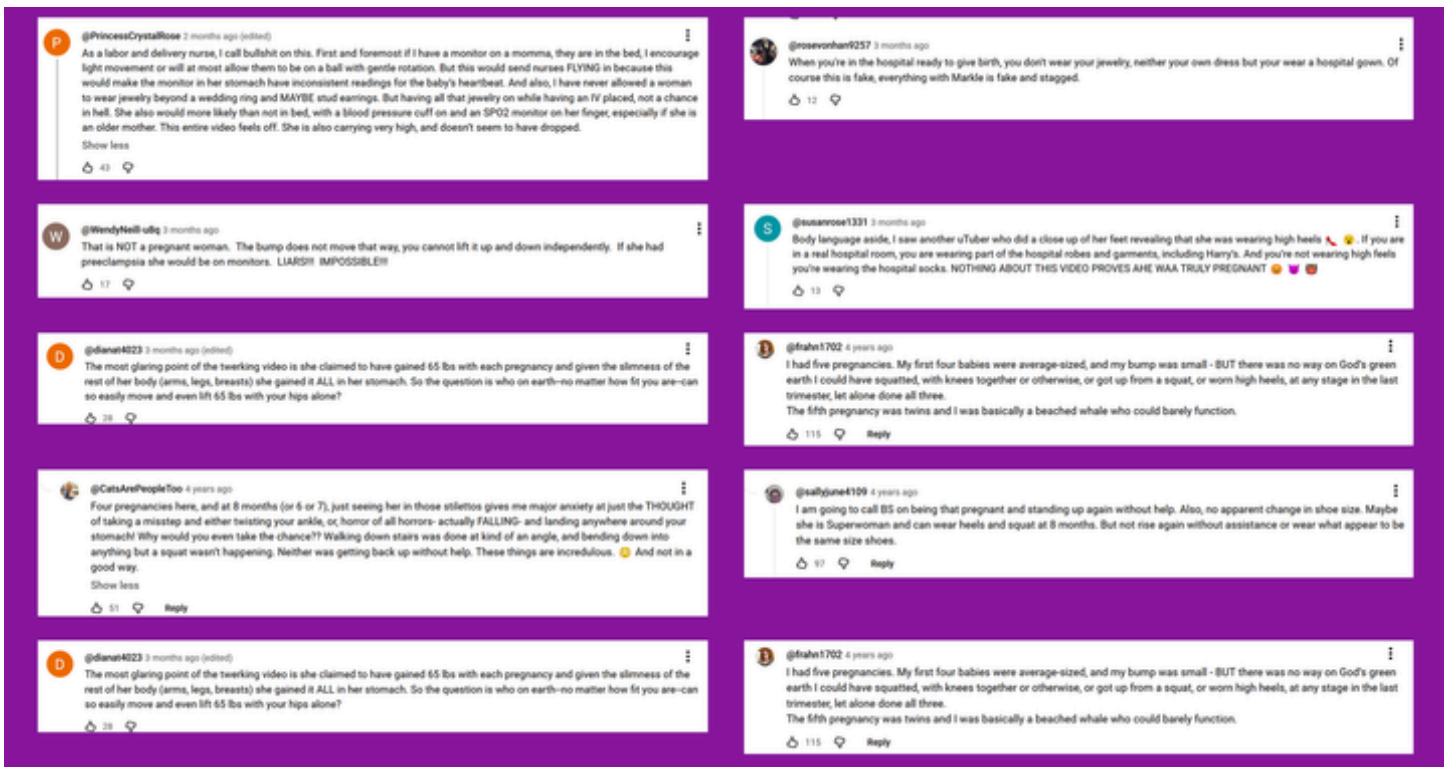 @PrincessCrystalRose 2 months ago (edited)
As a labor and delivery nurse, I call bullshit on this. First and foremost if I have a monitor on a momma, they are in the bed, I encourage
light movement or will at most allow them to be on a ball with gentle rotation. But this would send nurses FLYING in because this
would make the monitor in her stomach have inconsistent readings for the baby's heartbeat. And also, I have never allowed a woman
to wear jewelry beyond a wedding ring and MAYBE stud earrings. But having all that jewelry on while having an IV placed, not a chance
in hell. She also would more likely than not in bed, with a blood pressure cuff on and an SPO2 monitor on her finger, especially if she is
an older mother. This entire video feels off. She is also carrying very high, and doesn't seem to have dropped.
Show less
43
@rosevonhan9257 3 months ago
When you're in the hospital ready to give birth, you don't wear your jewelry, neither your own dress but your wear a hospital gown. Of
course this is fake, everything with Markle is fake and stagged.
12
@WendyNeill-u8q 3 months ago
That is NOT a pregnant woman. The bump does not move that way, you cannot lift it up and down independently. If she had
preeclampsia she would be on monitors. LIARS!!! IMPOSSIBLE!!!
17
@susanrose1331 3 months ago
Body language aside, I saw another uTuber who did a close up of her feet revealing that she was wearing high heels 👠 😮. If you are
in a real hospital room, you are wearing part of the hospital robes and garments, including Harry's. And you're not wearing high feels
you're wearing the hospital socks. NOTHING ABOUT THIS VIDEO PROVES AHE WAA TRULY PREGNANT 😡 😈 👹
13
@dianat4023 3 months ago (edited)
The most glaring point of the twerking video is she claimed to have gained 65 lbs with each pregnancy and given the slimness of the
rest of her body (arms, legs, breasts) she gained it ALL in her stomach. So the question is who on earth--no matter how fit you are--can
so easily move and even lift 65 lbs with your hips alone?
28
@frahn1702 4 years ago
I had five pregnancies. My first four babies were average-sized, and my bump was small - BUT there was no way on God's green
earth I could have squatted, with knees together or otherwise, or got up from a squat, or worn high heels, at any stage in the last
trimester, let alone done all three.
The fifth pregnancy was twins and I was basically a beached whale who could barely function.
115 Reply
@CatsArePeopleToo 4 years ago
Four pregnancies here, and at 8 months (or 6 or 7), just seeing her in those stilettos gives me major anxiety at just the THOUGHT
of taking a misstep and either twisting your ankle, or, horror of all horrors- actually FALLING- and landing anywhere around your
stomach! Why would you even take the chance?? Walking down stairs was done at kind of an angle, and bending down into
anything but a squat wasn't happening. Neither was getting back up without help. These things are incredulous. 😳 And not in a
good way.
Show less
51 Reply
@sallyjune4109 4 years ago
I am going to call BS on being that pregnant and standing up again without help. Also, no apparent change in shoe size. Maybe
she is Superwoman and can wear heels and squat at 8 months. But not rise again without assistance or wear what appear to be
the same size shoes.
97 Reply
@dianat4023 3 months ago (edited)
The most glaring point of the twerking video is she claimed to have gained 65 lbs with each pregnancy and given the slimness of the
rest of her body (arms, legs, breasts) she gained it ALL in her stomach. So the question is who on earth--no matter how fit you are--can
so easily move and even lift 65 lbs with your hips alone?
28
@frahn1702 4 years ago
I had five pregnancies. My first four babies were average-sized, and my bump was small - BUT there was no way on God's green
earth I could have squatted, with knees together or otherwise, or got up from a squat, or worn high heels, at any stage in the last
trimester, let alone done all three.
The fifth pregnancy was twins and I was basically a beached whale who could barely function.
115 Reply